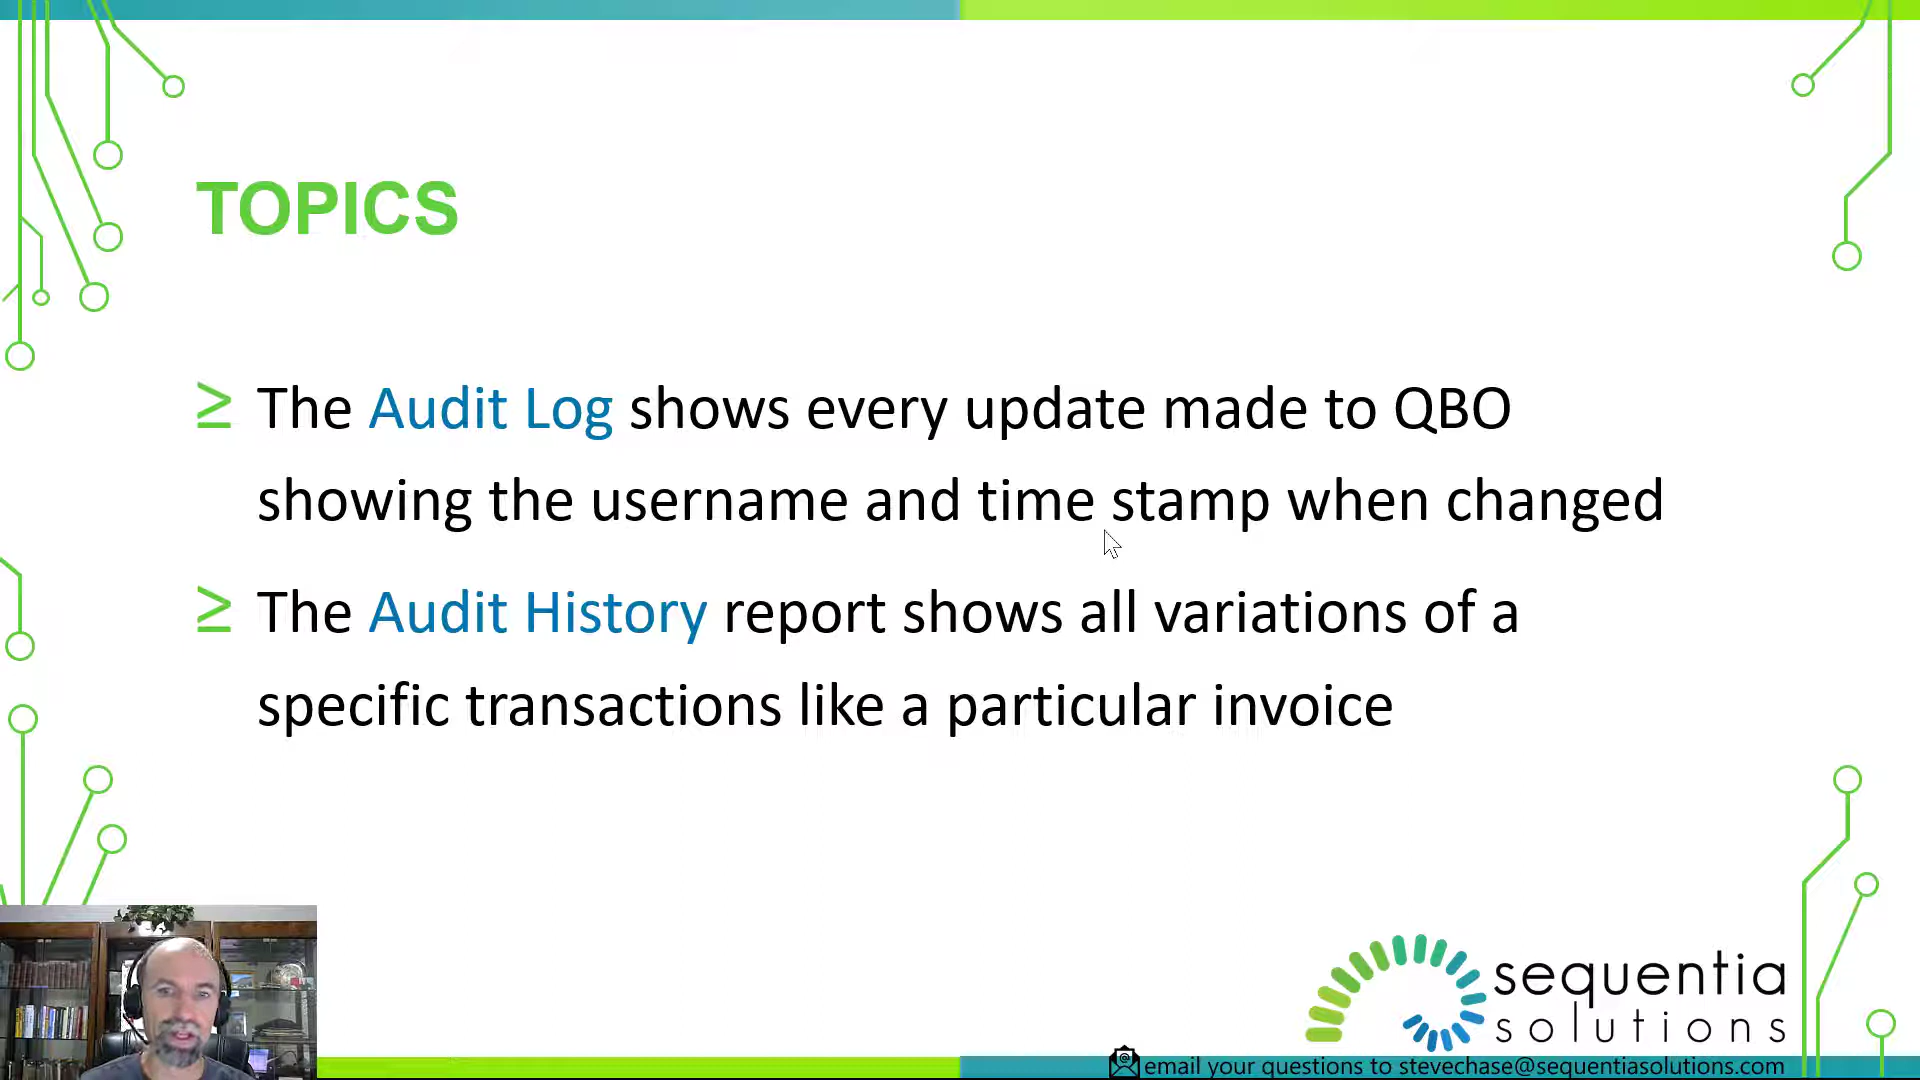 TOPICS
≥ The Audit Log shows every update made to QBO
showing the username and time stamp when changed
≥ The Audit History report shows all variations of a
specific transactions like a particular invoice
sequentia
solutions
email your questions to stevechase@sequentiasolutions.com